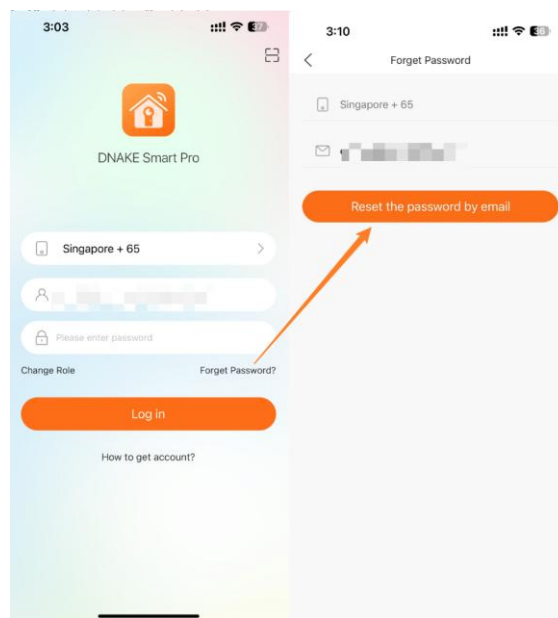 3:03
37
DNAKE Smart Pro
Singapore + 65
Please enter password
Change Role
Forget Password?
Log in
How to get account?
3:10
Forget Password
Singapore + 65
Reset the password by email